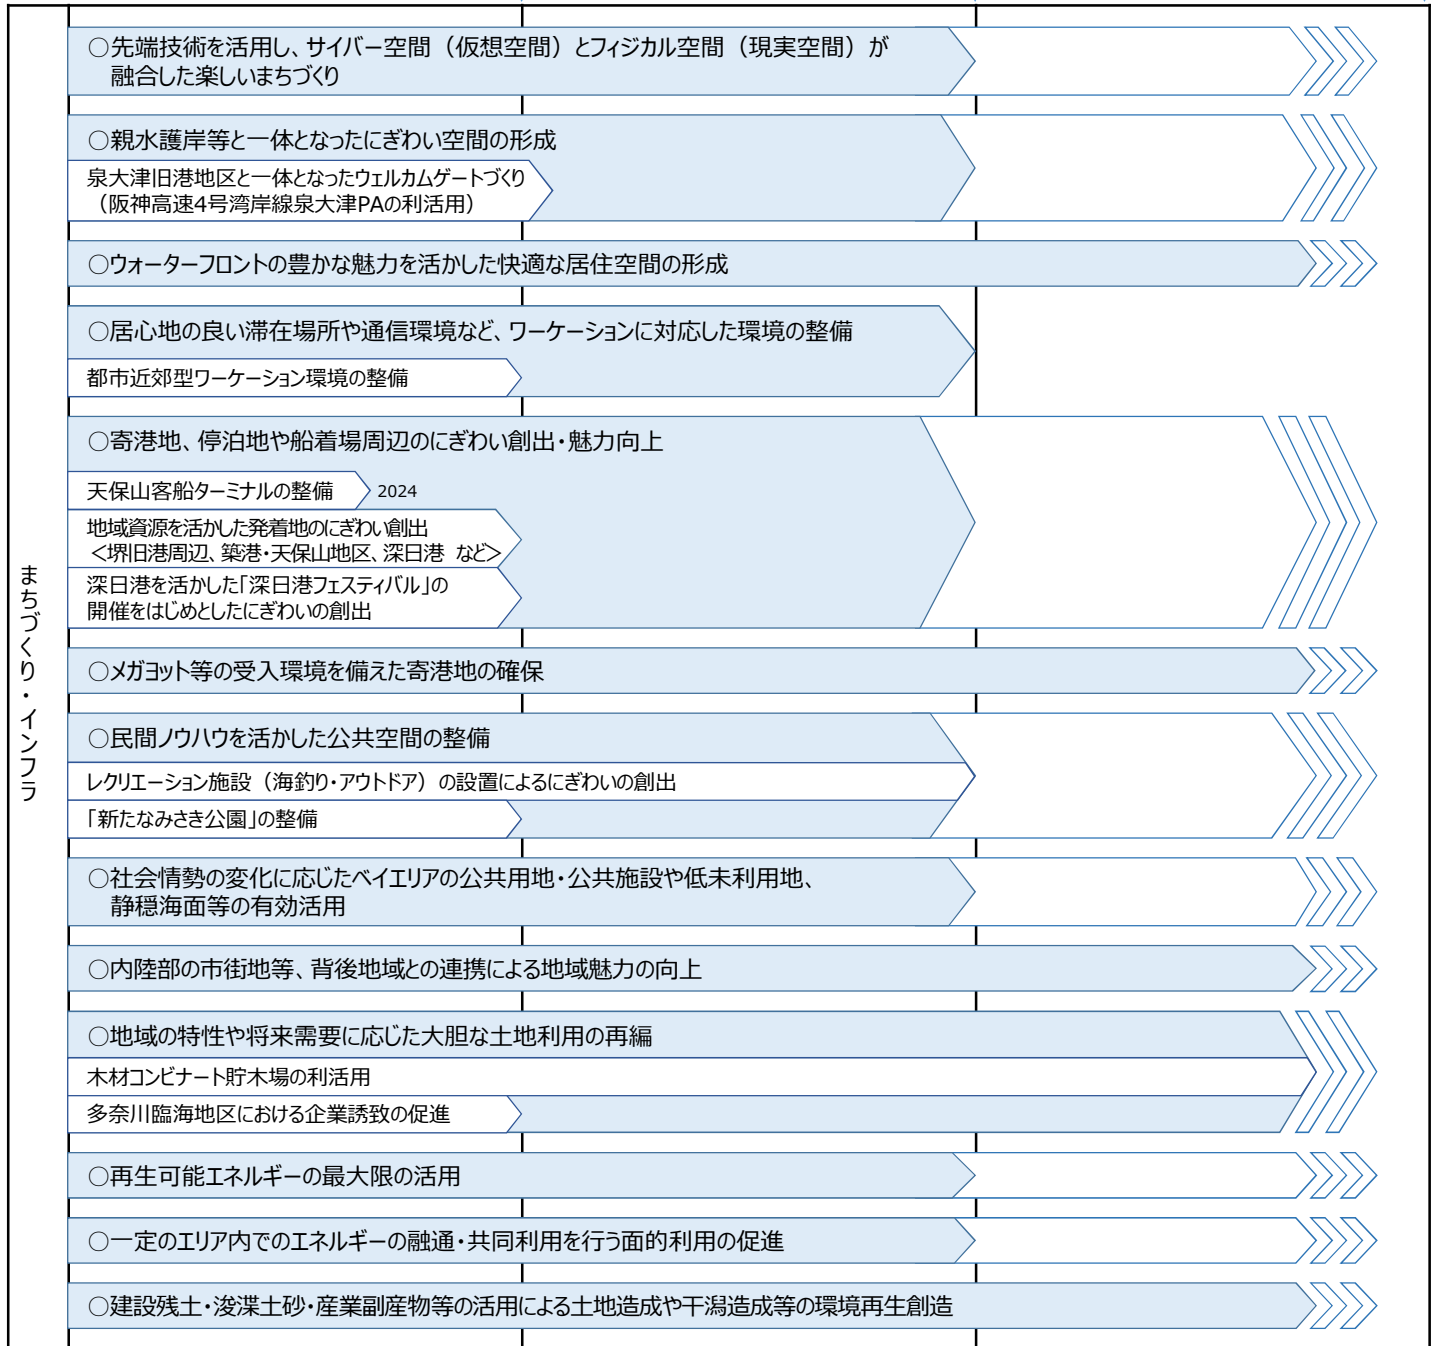 まちづくり・インフラ
○先端技術を活用し、サイバー空間（仮想空間）とフィジカル空間（現実空間）が
融合した楽しいまちづくり
○親水護岸等と一体となったにぎわい空間の形成
泉大津旧港地区と一体となったウェルカムゲートづくり
（阪神高速4号湾岸線泉大津PAの利活用）
○ウォーターフロントの豊かな魅力を活かした快適な居住空間の形成
○居心地の良い滞在場所や通信環境など、ワーケーションに対応した環境の整備
都市近郊型ワーケーション環境の整備
○寄港地、停泊地や船着場周辺のにぎわい創出・魅力向上
天保山客船ターミナルの整備 2024
地域資源を活かした発着地のにぎわい創出
＜堺旧港周辺、築港・天保山地区、深日港 など＞
深日港を活かした「深日港フェスティバル」の
開催をはじめとしたにぎわいの創出
○メガヨット等の受入環境を備えた寄港地の確保
○民間ノウハウを活かした公共空間の整備
レクリエーション施設（海釣り・アウトドア）の設置によるにぎわいの創出
「新たなみさき公園」の整備
○社会情勢の変化に応じたベイエリアの公共用地・公共施設や低未利用地、
静穏海面等の有効活用
○内陸部の市街地等、背後地域との連携による地域魅力の向上
○地域の特性や将来需要に応じた大胆な土地利用の再編
木材コンビナート貯木場の利活用
多奈川臨海地区における企業誘致の促進
○再生可能エネルギーの最大限の活用
○一定のエリア内でのエネルギーの融通・共同利用を行う面的利用の促進
○建設残土・浚渫土砂・産業副産物等の活用による土地造成や干潟造成等の環境再生創造